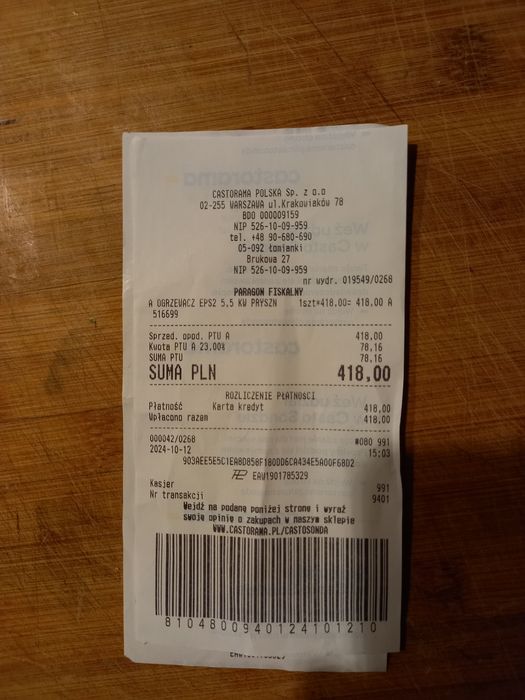 CASTORAMA POLSKA Sp. z o.o
02-255 WARSZAWA ul.Krakowiaków 78
BDO 000009159
NIP 526-10-09-959
tel. +48 90-680-690
05-092 Łomianki
Brukowa 27
NIP 526-10-09-959
nr wydr. 019549/0268
PARAGON FISKALNY
A OGRZEWACZ EPS2 5,5 KW PRYSZN 1szt*418.00= 418.00 A
516699
Sprzed. opod. PTU A 418,00
Kwota PTU A 23,00% 78,16
SUMA PTU 78,16
SUMA PLN 418,00
ROZLICZENIE PŁATNOŚCI
Płatność Karta kredyt 418,00
Wpłacono razem 418,00
000042/0268 #080 991
2024-10-12 15:03
903AEE5E5C1EA8D858F180DD6CA434E5A00F68D2
EAW1901785329
Kasjer 991
Nr transakcji 9401
Wejdź na podaną poniżej stronę i wyraź
swoją opinię o zakupach w naszym sklepie
WWW.CASTORAMA.PL/CASTOSONDA
81048009401241012​10